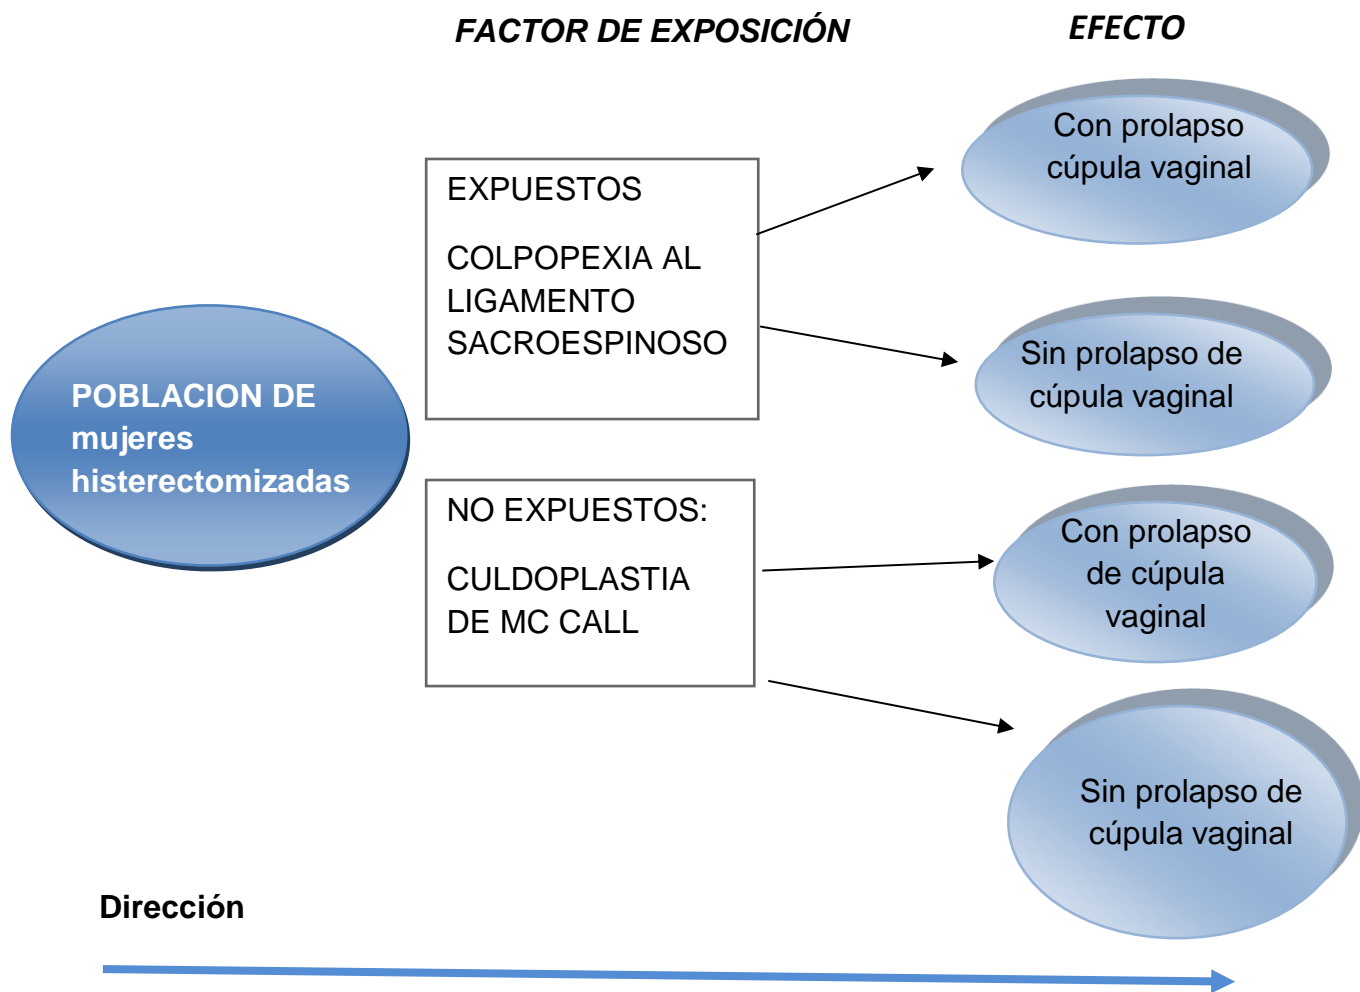 FACTOR DE EXPOSICIÓN
EFECTO
POBLACION DE
mujeres
histerectomizadas
EXPUESTOS
COLPOPEXIA AL
LIGAMENTO
SACROESPINOSO
NO EXPUESTOS:
CULDOPLASTIA
DE MC CALL
Con prolapso
cúpula vaginal
Sin prolapso de
cúpula vaginal
Con prolapso
de cúpula
vaginal
Sin prolapso de
cúpula vaginal
Dirección